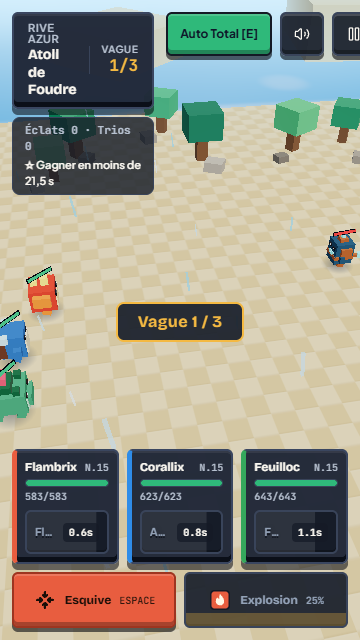 RIVE
AZUR
Atoll
de
Foudre
VAGUE
1/3
Auto Total [E]
Éclats 0 · Trios
0
★ Gagner en moins de
21,5 s
Vague 1 / 3
Flambrix N.15
583/583
Fl... 0.6s
Corallix N.15
623/623
A... 0.8s
Feuilloc N.15
643/643
F... 1.1s
Esquive ESPACE
Explosion 25%